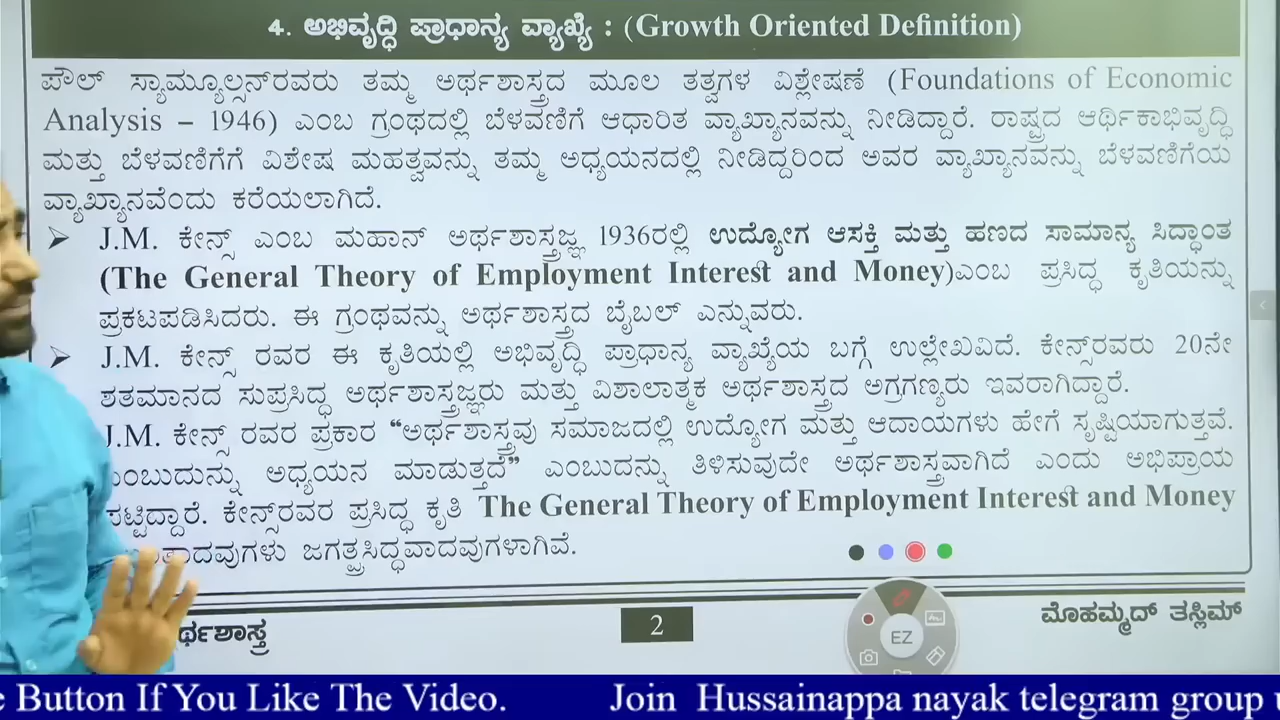 4. ಅಭಿವೃದ್ಧಿ ಪ್ರಾಧಾನ್ಯ ವ್ಯಾಖ್ಯೆ : (Growth Oriented Definition)
ಪೌಲ್ ಸ್ಯಾಮ್ಯೂಲ್ಸನ್‌ರವರು ತಮ್ಮ ಅರ್ಥಶಾಸ್ತ್ರದ ಮೂಲ ತತ್ವಗಳ ವಿಶ್ಲೇಷಣೆ (Foundations of Economic
Analysis – 1946) ಎಂಬ ಗ್ರಂಥದಲ್ಲಿ ಬೆಳವಣಿಗೆ ಆಧಾರಿತ ವ್ಯಾಖ್ಯಾನವನ್ನು ನೀಡಿದ್ದಾರೆ. ರಾಷ್ಟ್ರದ ಆರ್ಥಿಕಾಭಿವೃದ್ಧಿ
ಮತ್ತು ಬೆಳವಣಿಗೆಗೆ ವಿಶೇಷ ಮಹತ್ವವನ್ನು ತಮ್ಮ ಅಧ್ಯಯನದಲ್ಲಿ ನೀಡಿದ್ದರಿಂದ ಅವರ ವ್ಯಾಖ್ಯಾನವನ್ನು ಬೆಳವಣಿಗೆಯ
ವ್ಯಾಖ್ಯಾನವೆಂದು ಕರೆಯಲಾಗಿದೆ.
➢ J.M. ಕೇನ್ಸ್ ಎಂಬ ಮಹಾನ್ ಅರ್ಥಶಾಸ್ತ್ರಜ್ಞ 1936ರಲ್ಲಿ ಉದ್ಯೋಗ ಆಸಕ್ತಿ ಮತ್ತು ಹಣದ ಸಾಮಾನ್ಯ ಸಿದ್ಧಾಂತ
(The General Theory of Employment Interest and Money)ಎಂಬ ಪ್ರಸಿದ್ಧ ಕೃತಿಯನ್ನು
ಪ್ರಕಟಪಡಿಸಿದರು. ಈ ಗ್ರಂಥವನ್ನು ಅರ್ಥಶಾಸ್ತ್ರದ ಬೈಬಲ್ ಎನ್ನುವರು.
➢ J.M. ಕೇನ್ಸ್ ರವರ ಈ ಕೃತಿಯಲ್ಲಿ ಅಭಿವೃದ್ಧಿ ಪ್ರಾಧಾನ್ಯ ವ್ಯಾಖ್ಯೆಯ ಬಗ್ಗೆ ಉಲ್ಲೇಖವಿದೆ. ಕೇನ್ಸ್‌ರವರು 20ನೇ
ಶತಮಾನದ ಸುಪ್ರಸಿದ್ಧ ಅರ್ಥಶಾಸ್ತ್ರಜ್ಞರು ಮತ್ತು ವಿಶಾಲಾತ್ಮಕ ಅರ್ಥಶಾಸ್ತ್ರದ ಅಗ್ರಗಣ್ಯರು ಇವರಾಗಿದ್ದಾರೆ.
J.M. ಕೇನ್ಸ್ ರವರ ಪ್ರಕಾರ “ಅರ್ಥಶಾಸ್ತ್ರವು ಸಮಾಜದಲ್ಲಿ ಉದ್ಯೋಗ ಮತ್ತು ಆದಾಯಗಳು ಹೇಗೆ ಸೃಷ್ಟಿಯಾಗುತ್ತವೆ.
ಎಂಬುದುನ್ನು ಅಧ್ಯಯನ ಮಾಡುತ್ತದೆ” ಎಂಬುದನ್ನು ತಿಳಿಸುವುದೇ ಅರ್ಥಶಾಸ್ತ್ರವಾಗಿದೆ ಎಂದು ಅಭಿಪ್ರಾಯ
ಪಟ್ಟಿದ್ದಾರೆ. ಕೇನ್ಸ್‌ರವರ ಪ್ರಸಿದ್ಧ ಕೃತಿ The General Theory of Employment Interest and Money
ಜಗತ್ಪ್ರಸಿದ್ಧವಾದವುಗಳಾಗಿವೆ.
ರ್ಥಶಾಸ್ತ್ರ
2
ಮೊಹಮ್ಮದ್ ತಸ್ಲಿಮ್
EZ
e Button If You Like The Video. Join Hussainappa nayak telegram group u